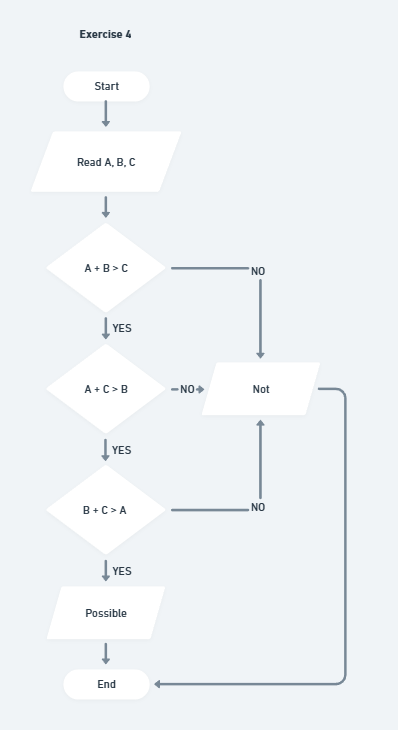 Exercise 4
Start
Read A, B, C
A + B > C
NO
YES
A + C > B
NO
Not
YES
B + C > A
NO
YES
Possible
End